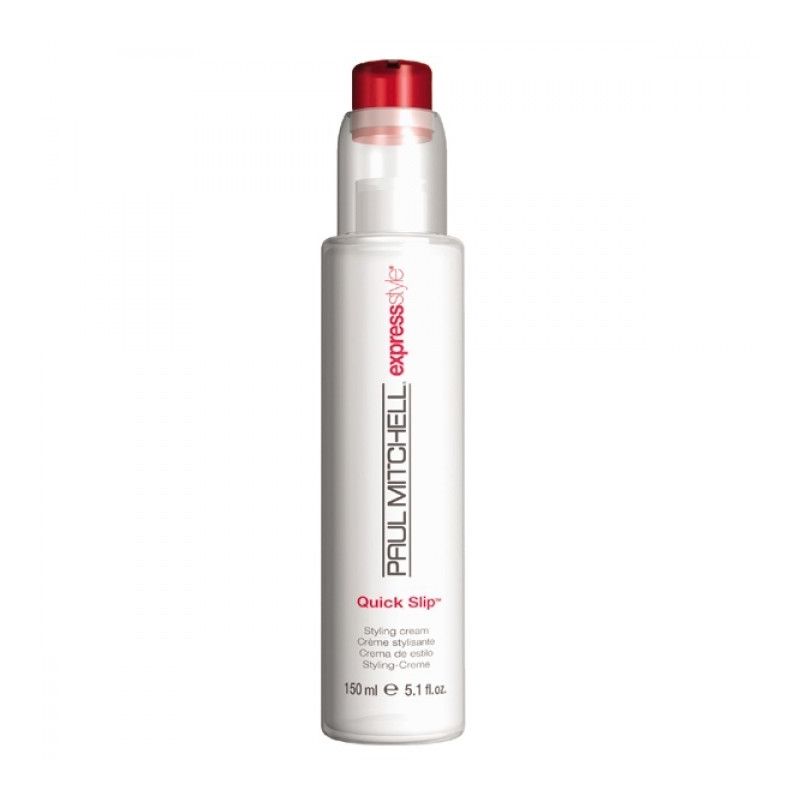 PAUL MITCHELL.
expressstyle®
Quick Slip™
Styling cream
Crème stylisante
Crema de estilo
Styling-Creme
150 ml ℮ 5.1 fl.oz.